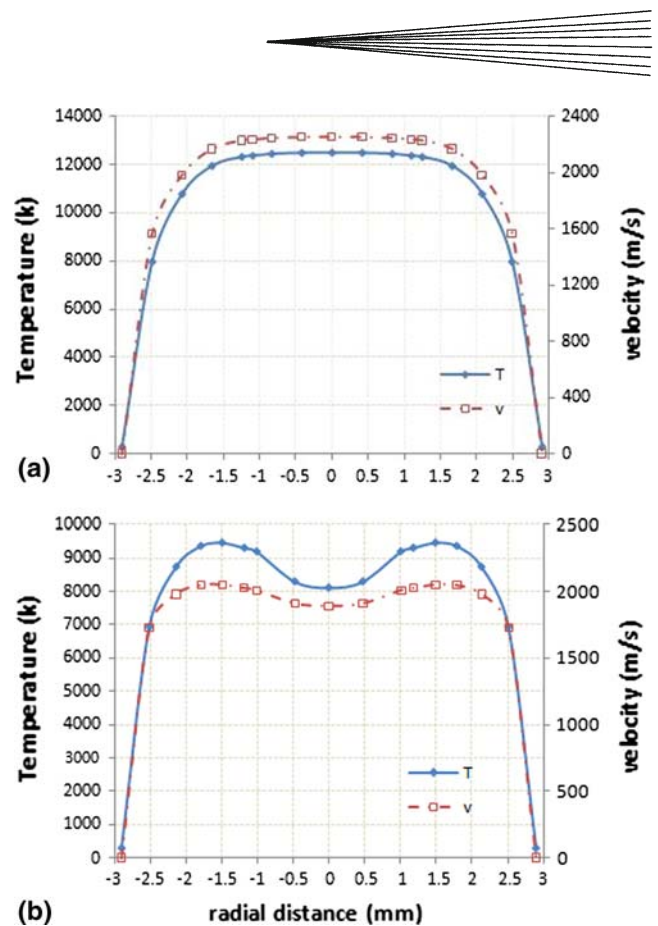 14000
12000
10000
8000
6000
4000
2000
0
Temperature (k)
2400
2000
1600
1200
800
400
0
velocity (m/s)
T
v
-3 -2.5 -2 -1.5 -1 -0.5 0 0.5 1 1.5 2 2.5 3
(a)
10000
9000
8000
7000
6000
5000
4000
3000
2000
1000
0
Temperature (k)
2500
2000
1500
1000
500
0
velocity (m/s)
T
v
-3 -2.5 -2 -1.5 -1 -0.5 0 0.5 1 1.5 2 2.5 3
(b)
radial distance (mm)